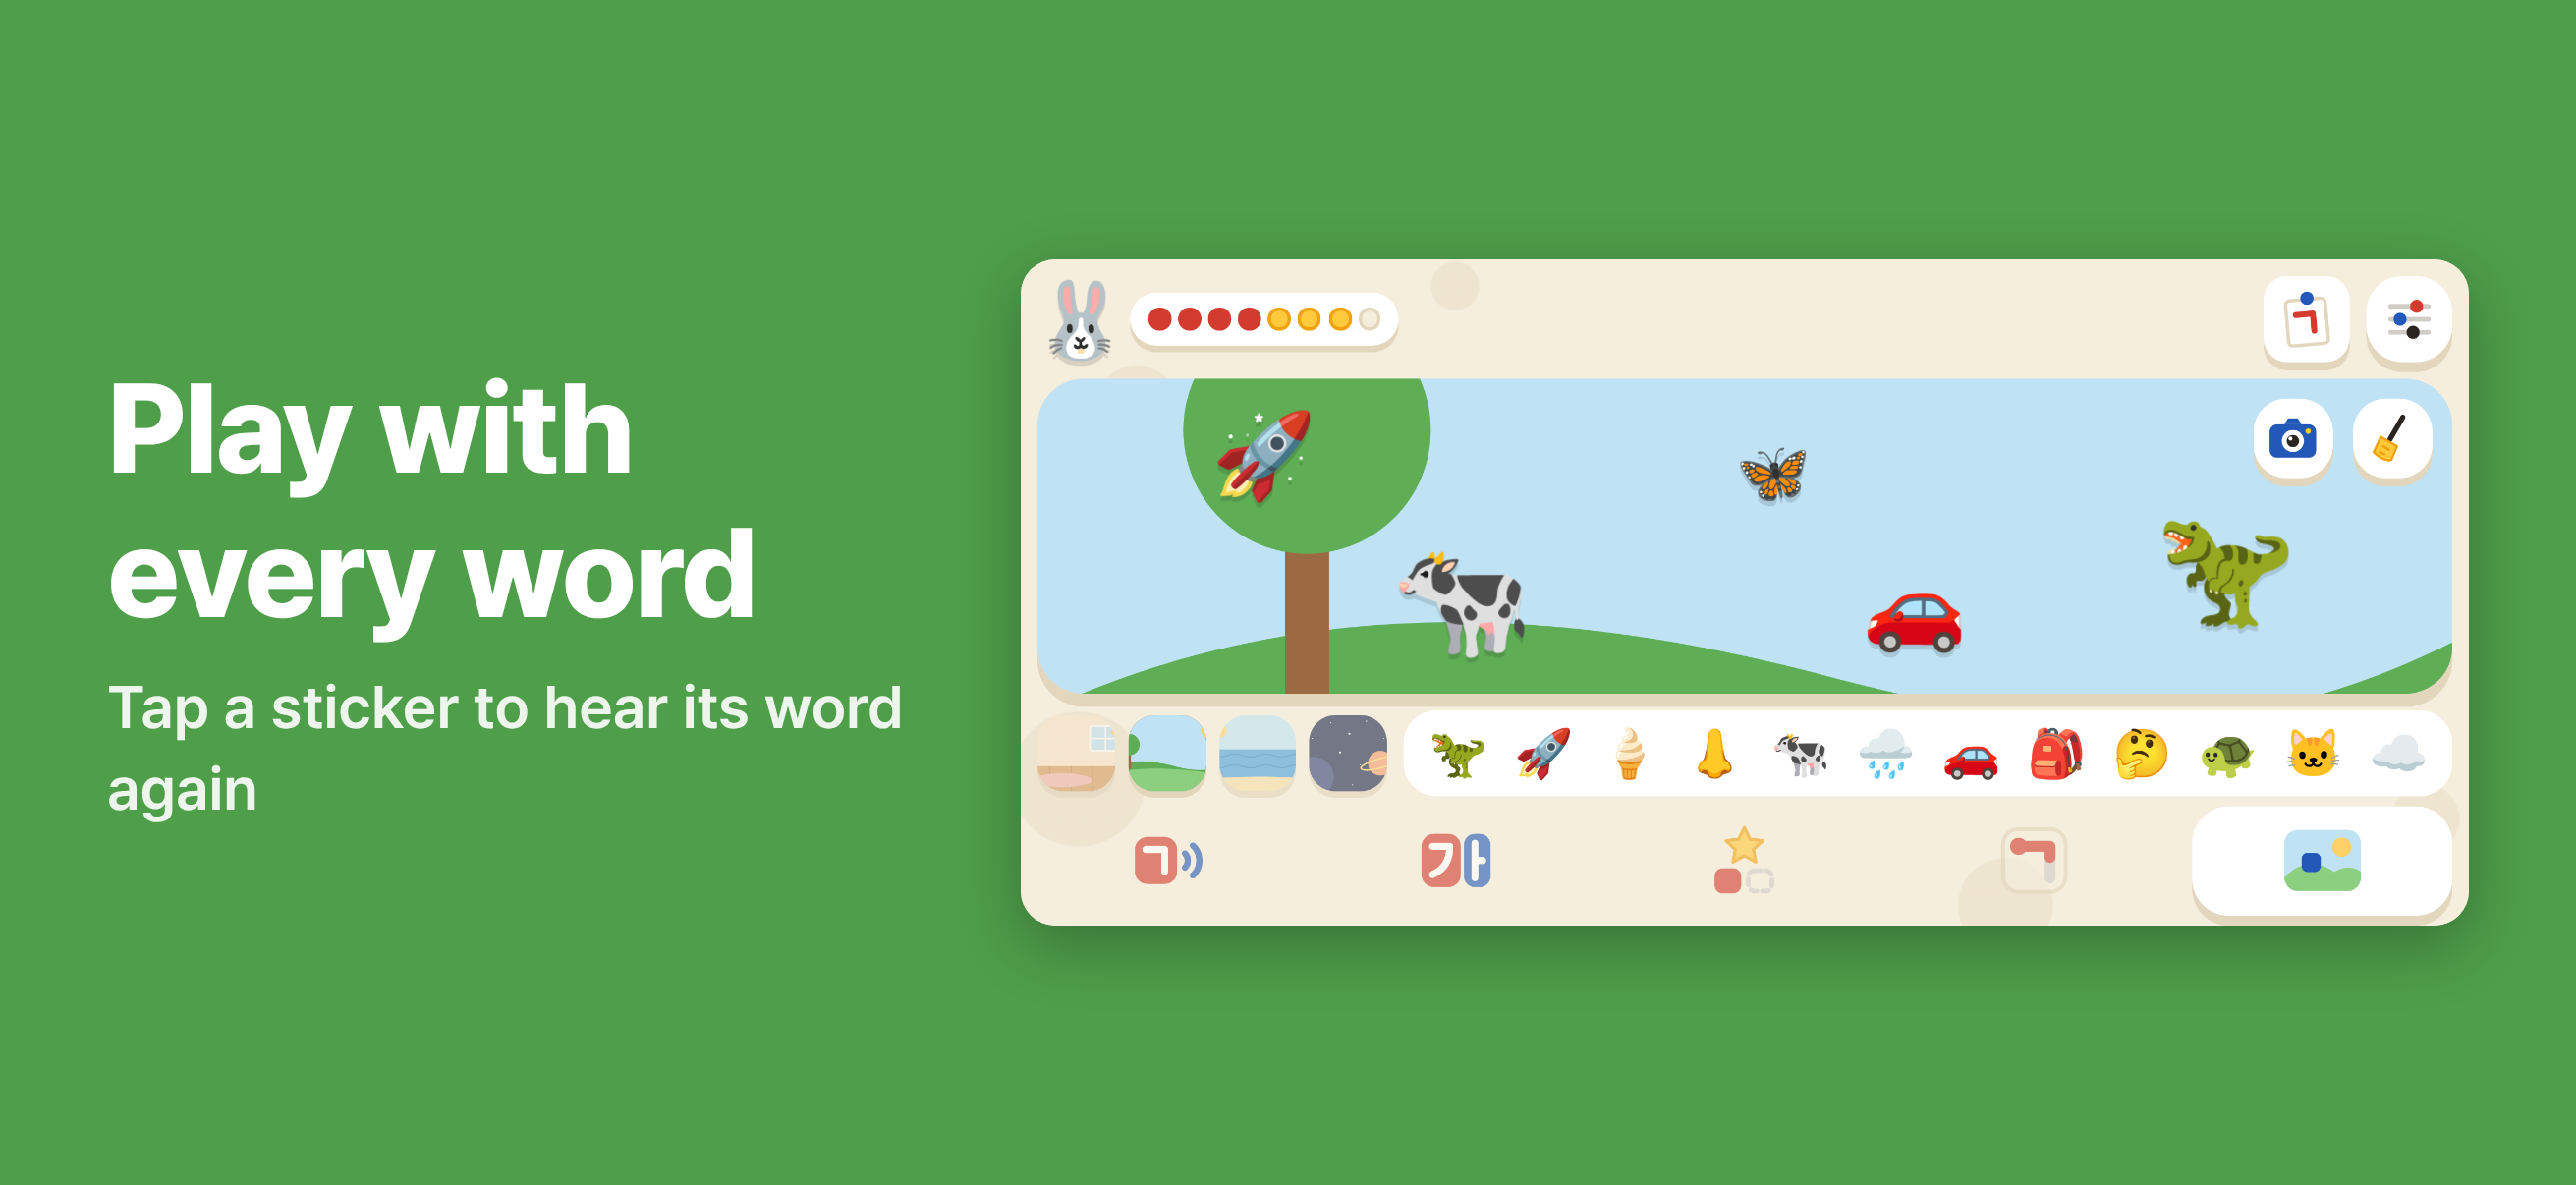 Play with
every word
Tap a sticker to hear its word
again
ㄱ
ㄱ
가
ㄱ